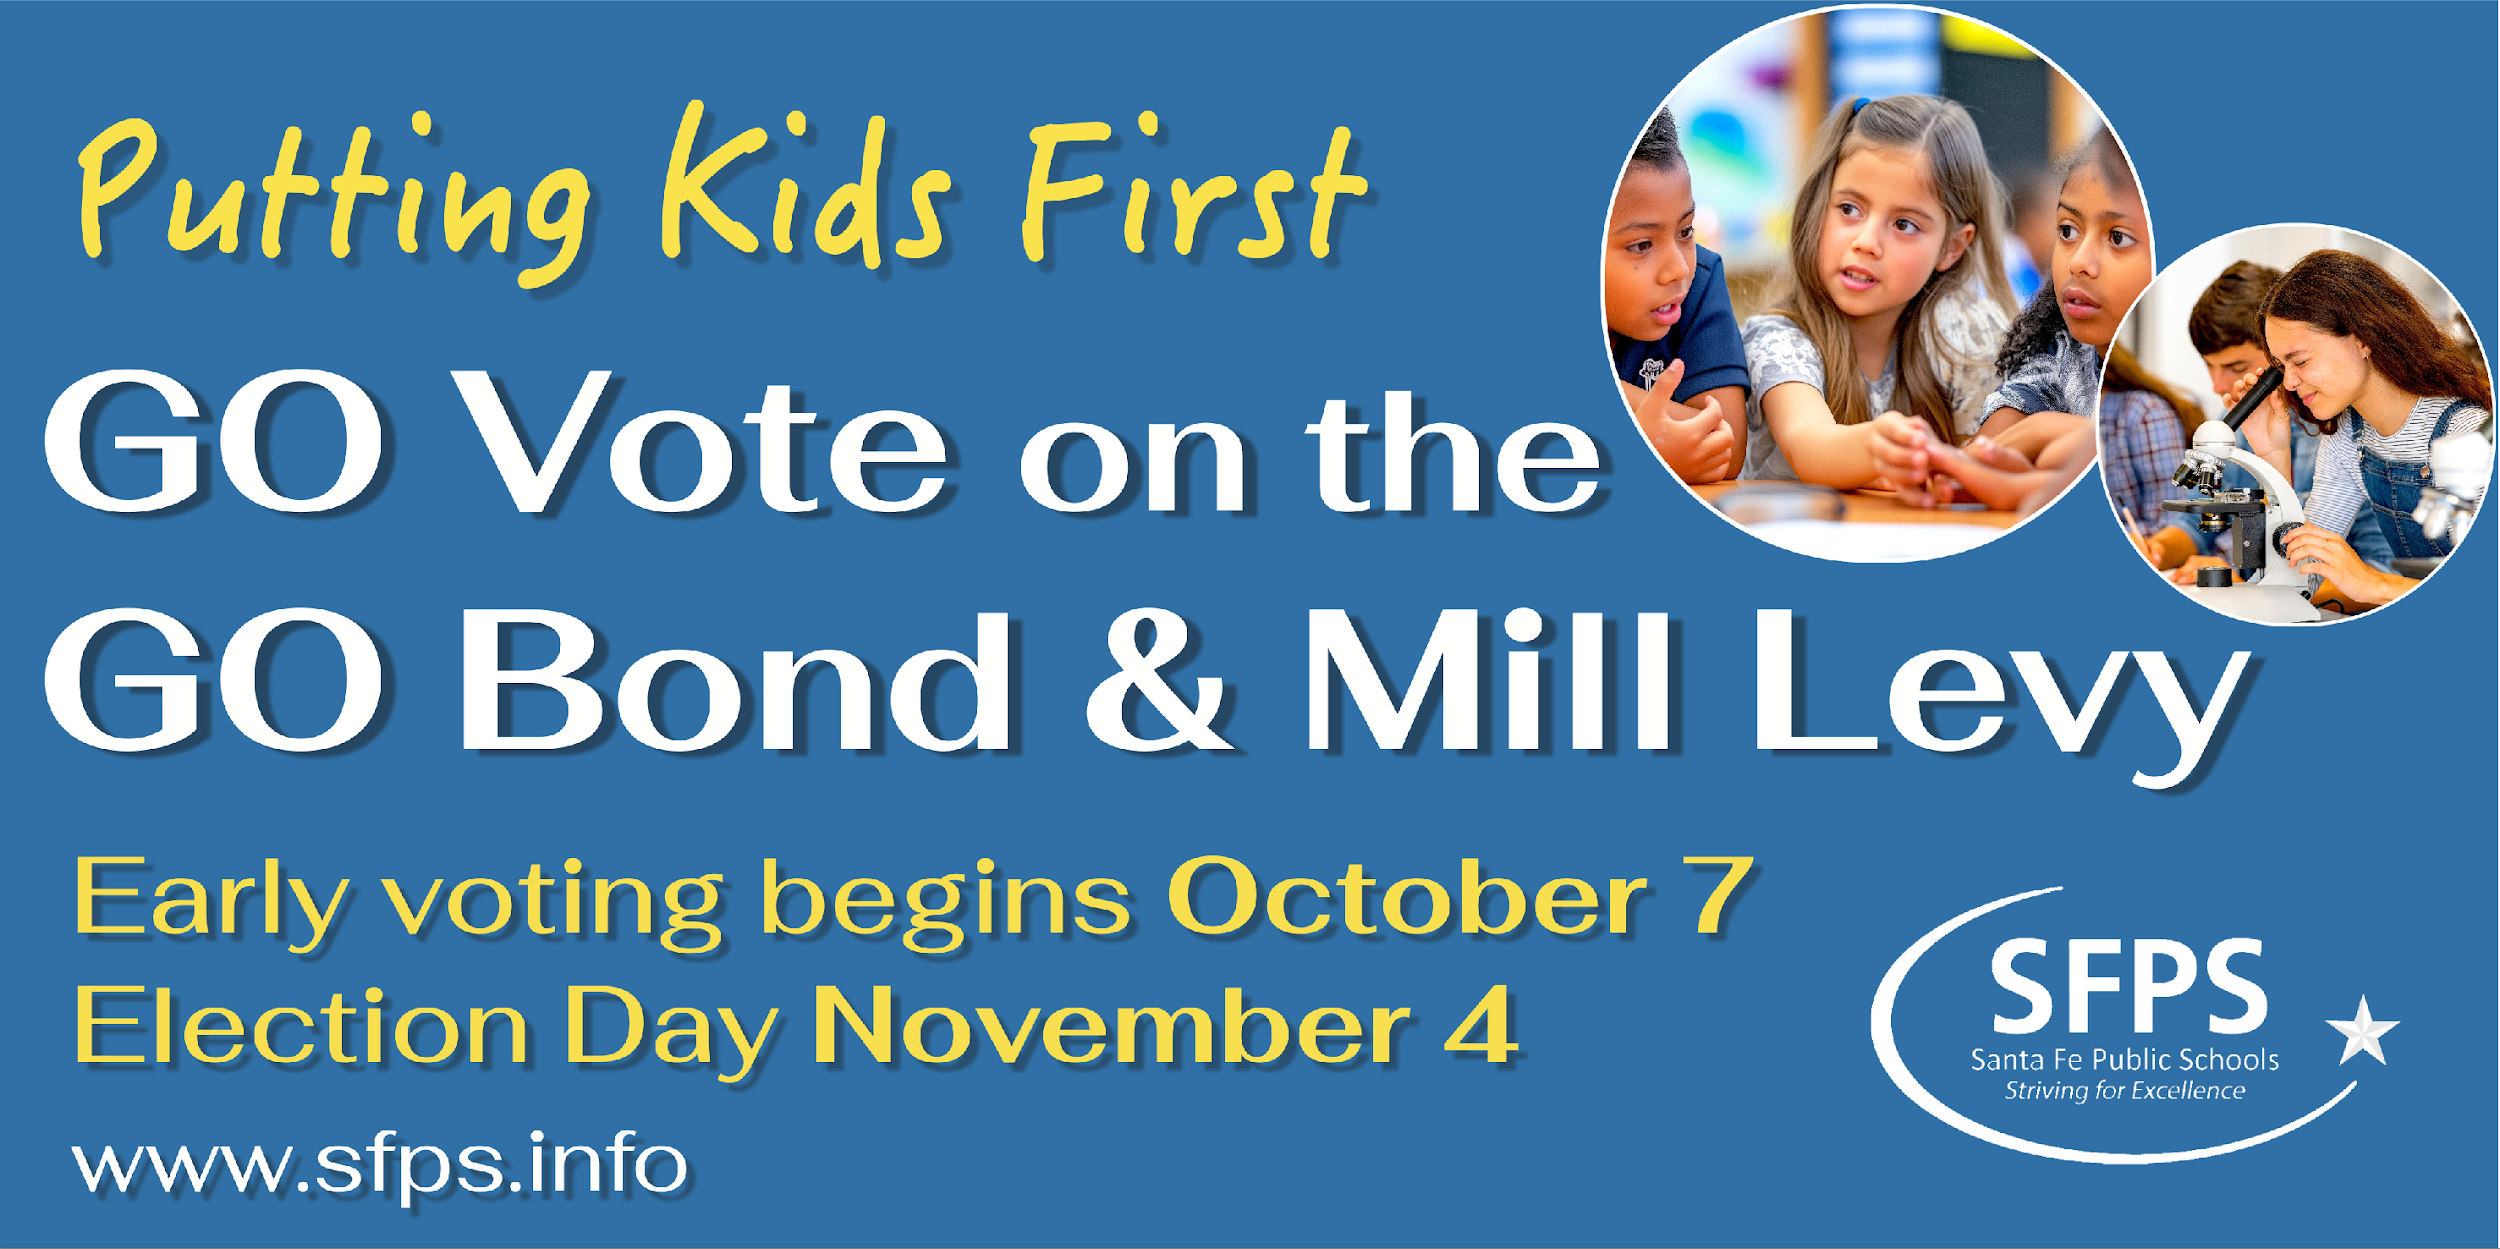 Putting Kids First
GO Vote on the
GO Bond & Mill Levy
Early voting begins October 7
Election Day November 4
www.sfps.info
SFPS
Santa Fe Public Schools
Striving for Excellence